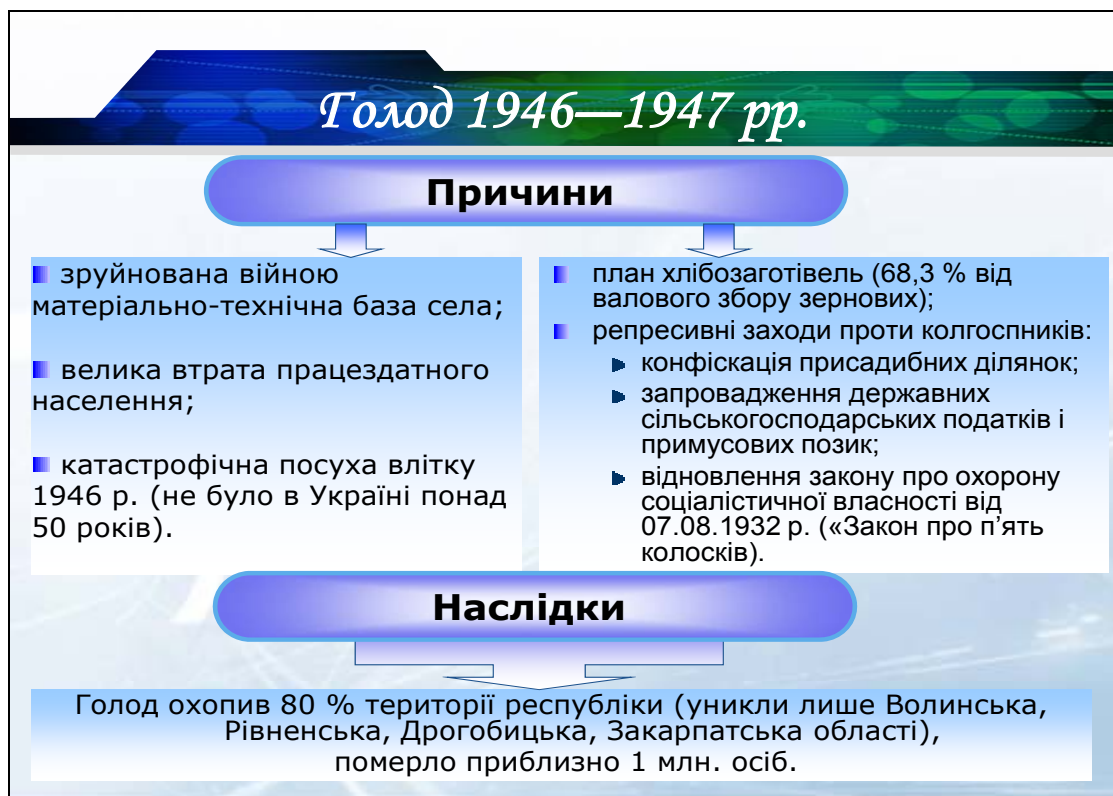 Голод 1946—1947 рр.
Причини
зруйнована війною
матеріально-технічна база села;
велика втрата працездатного
населення;
катастрофічна посуха влітку
1946 р. (не було в Україні понад
50 років).
план хлібозаготівель (68,3 % від
валового збору зернових);
репресивні заходи проти колгоспників:
конфіскація присадибних ділянок;
запровадження державних
сільськогосподарських податків і
примусових позик;
відновлення закону про охорону
соціалістичної власності від
07.08.1932 р. («Закон про п’ять
колосків).
Наслідки
Голод охопив 80 % території республіки (уникли лише Волинська,
Рівненська, Дрогобицька, Закарпатська області),
померло приблизно 1 млн. осіб.